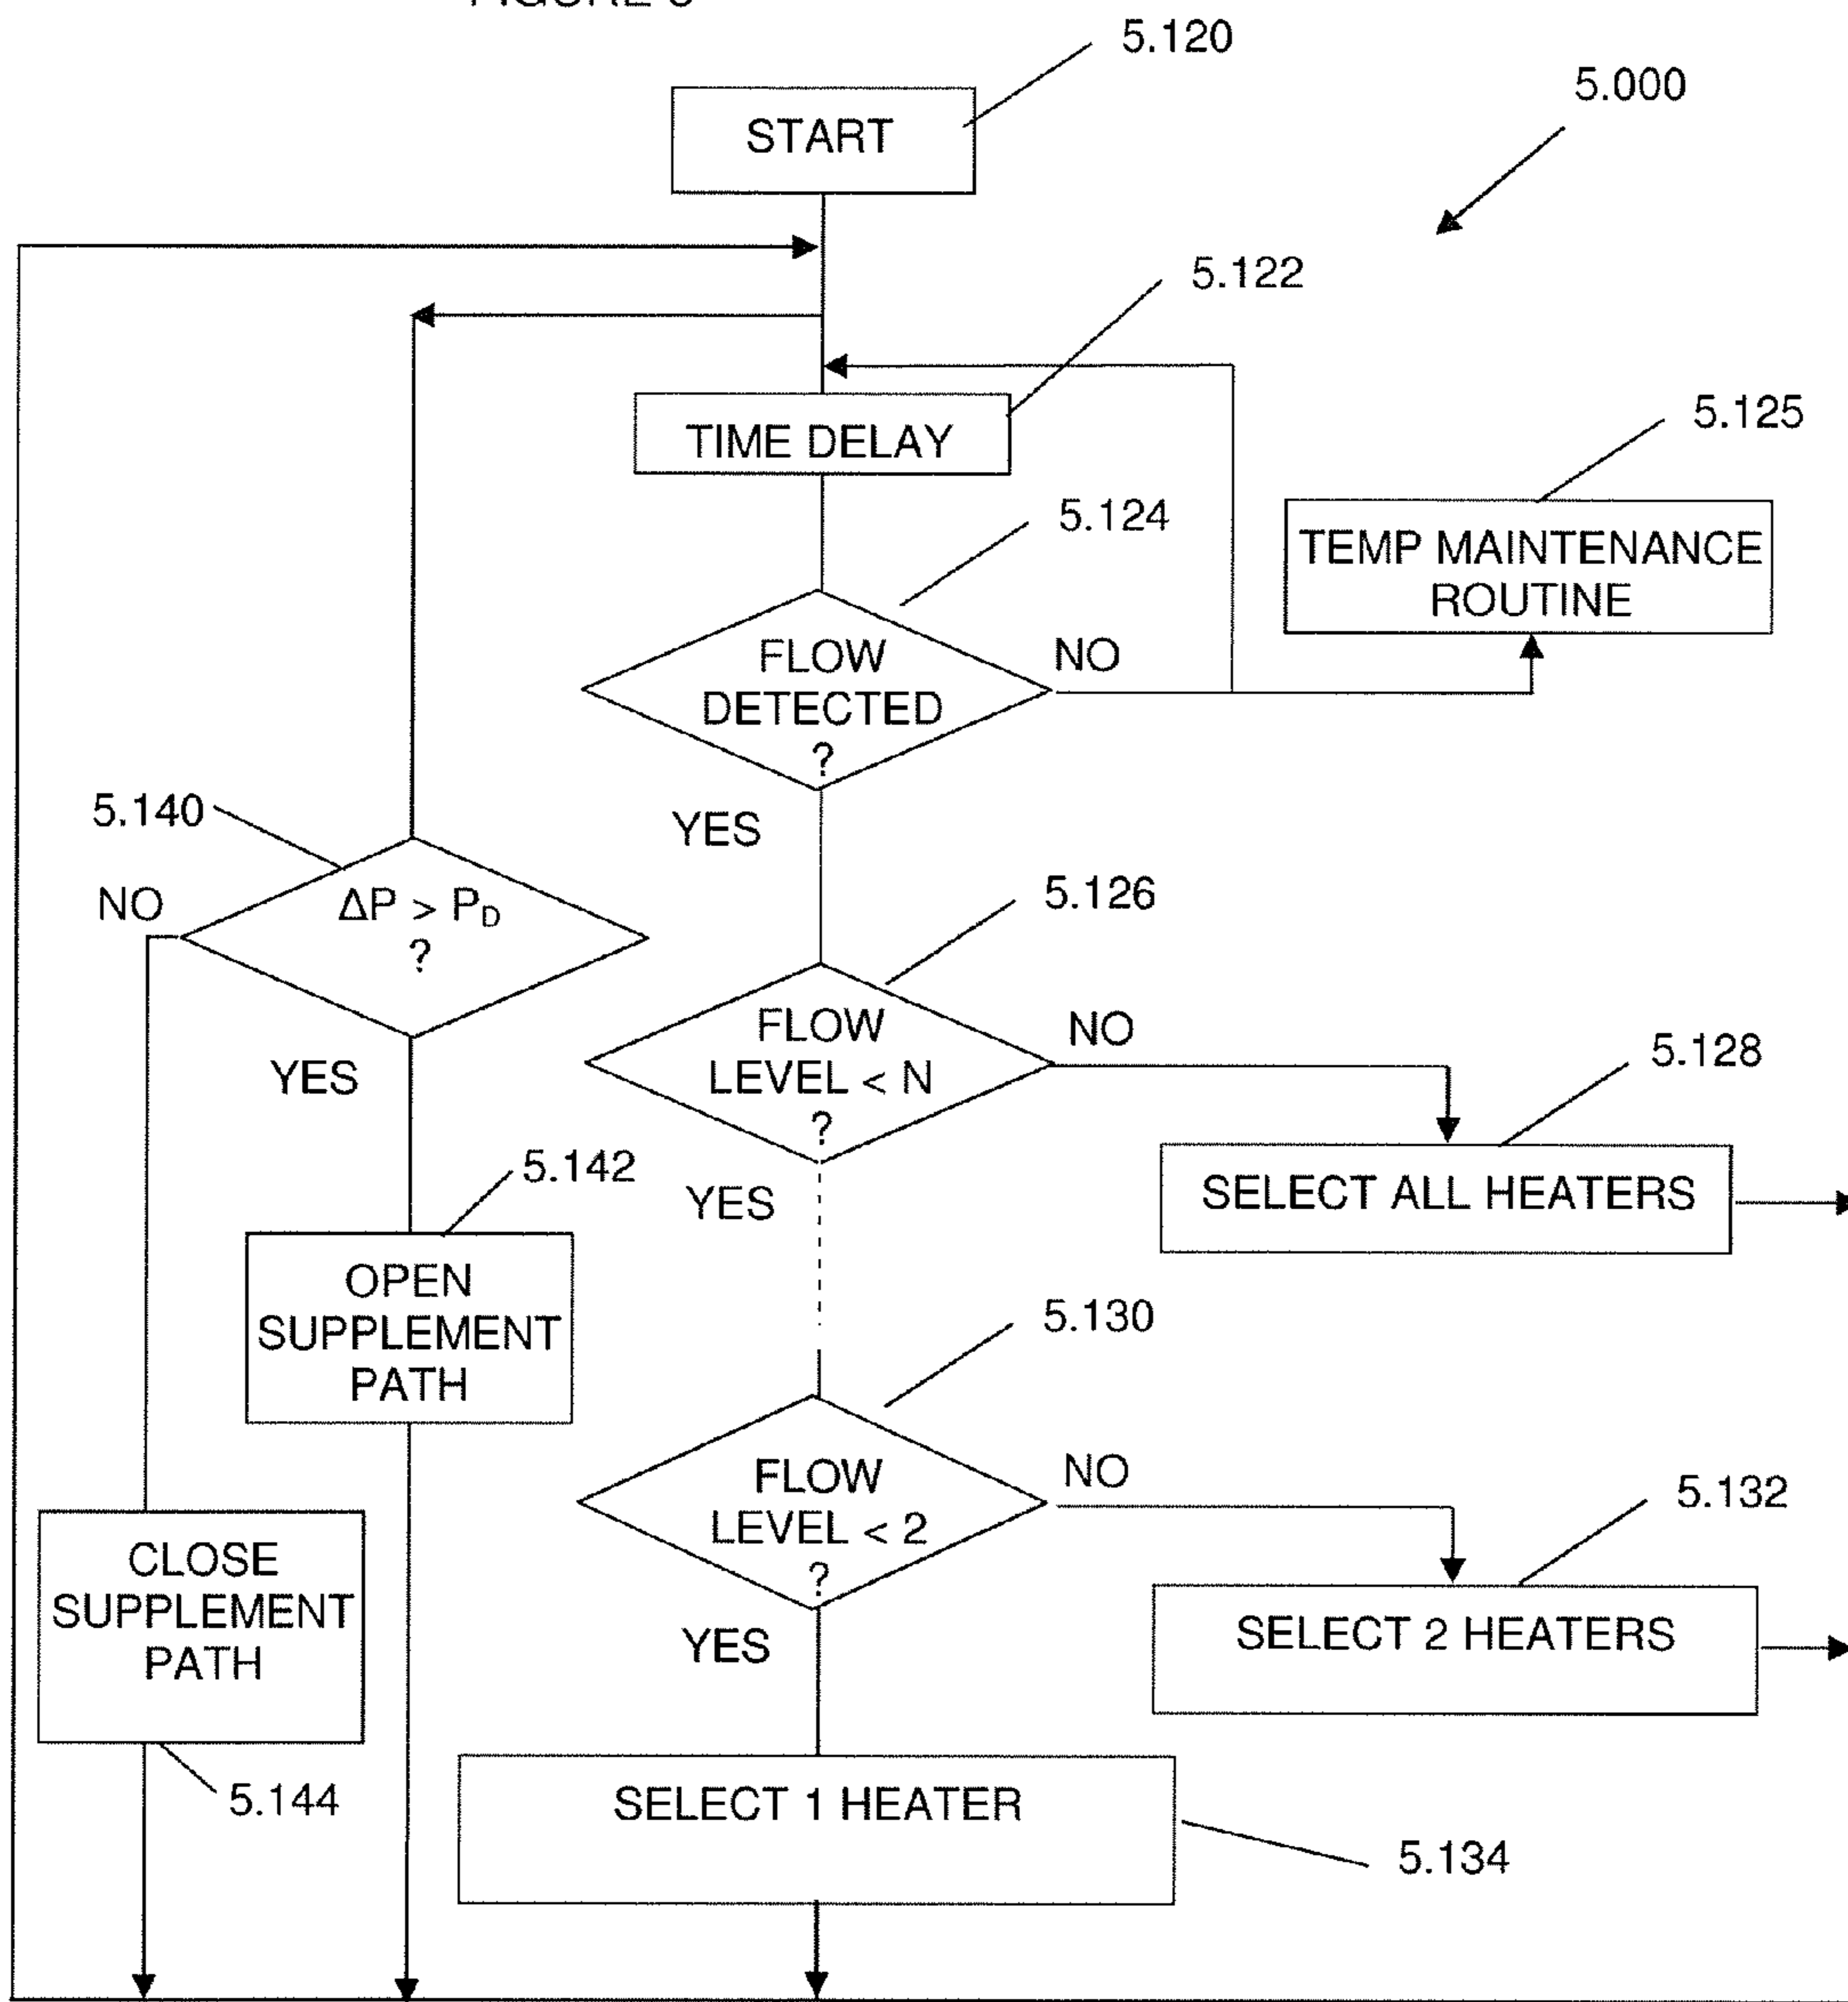 5.120
5.000
START
5.122
TIME DELAY
5.125
5.124
TEMP MAINTENANCE
ROUTINE
FLOW
DETECTED
?
NO
YES
5.140
NO
ΔP > PD
?
5.126
FLOW
LEVEL < N
?
NO
5.128
YES
YES
5.142
SELECT ALL HEATERS
OPEN
SUPPLEMENT
PATH
5.130
FLOW
LEVEL < 2
?
NO
5.132
CLOSE
SUPPLEMENT
PATH
SELECT 2 HEATERS
YES
5.144
SELECT 1 HEATER
5.134